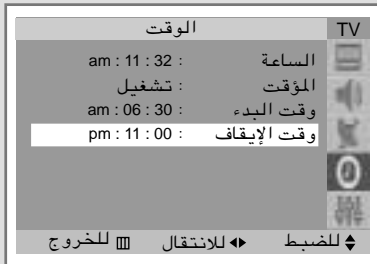 TV الوقت
الساعة : am : 11 : 32
المؤقت : تشغيل
وقت البدء : am : 06 : 30
وقت الإيقاف : pm : 11 : 00
للضبط للانتقال للخروج